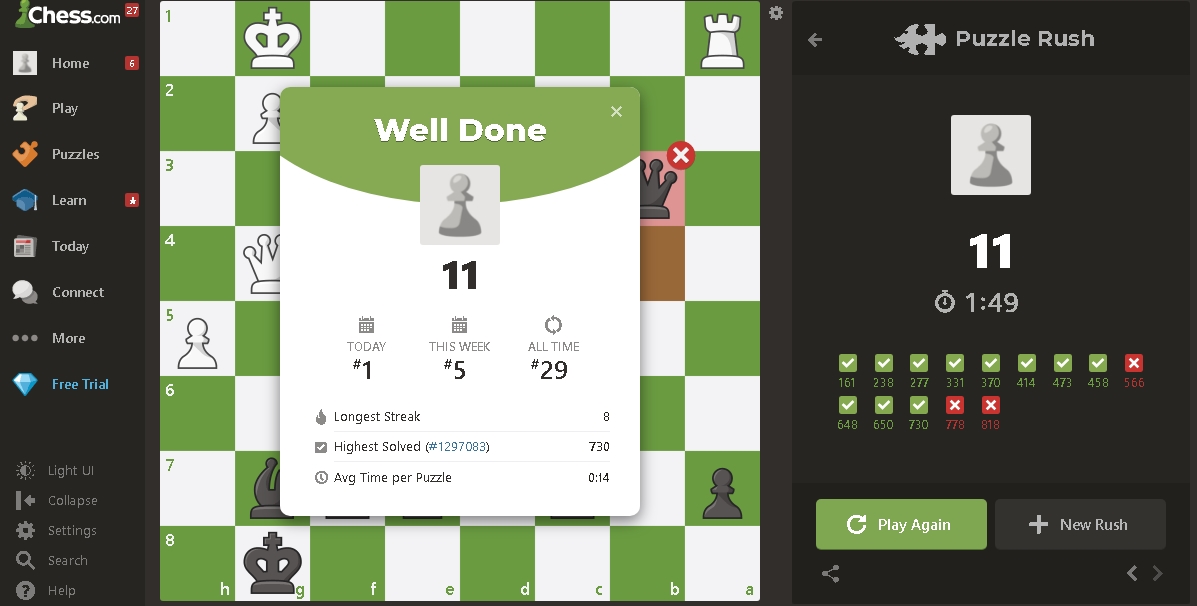 Chess.com 27
Home 6
Play
Puzzles
Learn
Today
Connect
More
Free Trial
Light UI
Collapse
Settings
Search
Help
1
2
3
4
5
6
7
8
h g f e d c b a
Well Done
11
TODAY THIS WEEK ALL TIME
#1 #5 #29
Longest Streak 8
Highest Solved (#1297083) 730
Avg Time per Puzzle 0:14
Puzzle Rush
11
1:49
161 238 277 331 370 414 473 458 566
648 650 730 778 818
Play Again
New Rush